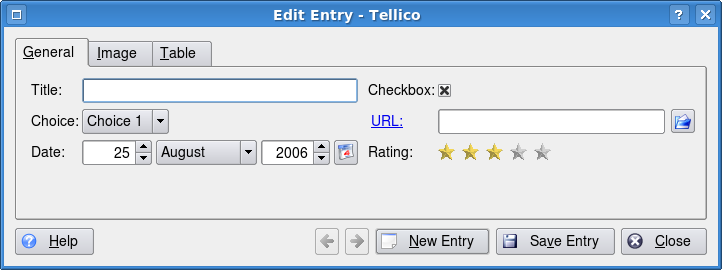 Edit Entry - Tellico
?
General Image Table
Title: Checkbox:
Choice: Choice 1 URL:
Date: 25 August 2006 Rating:
Help New Entry Save Entry Close